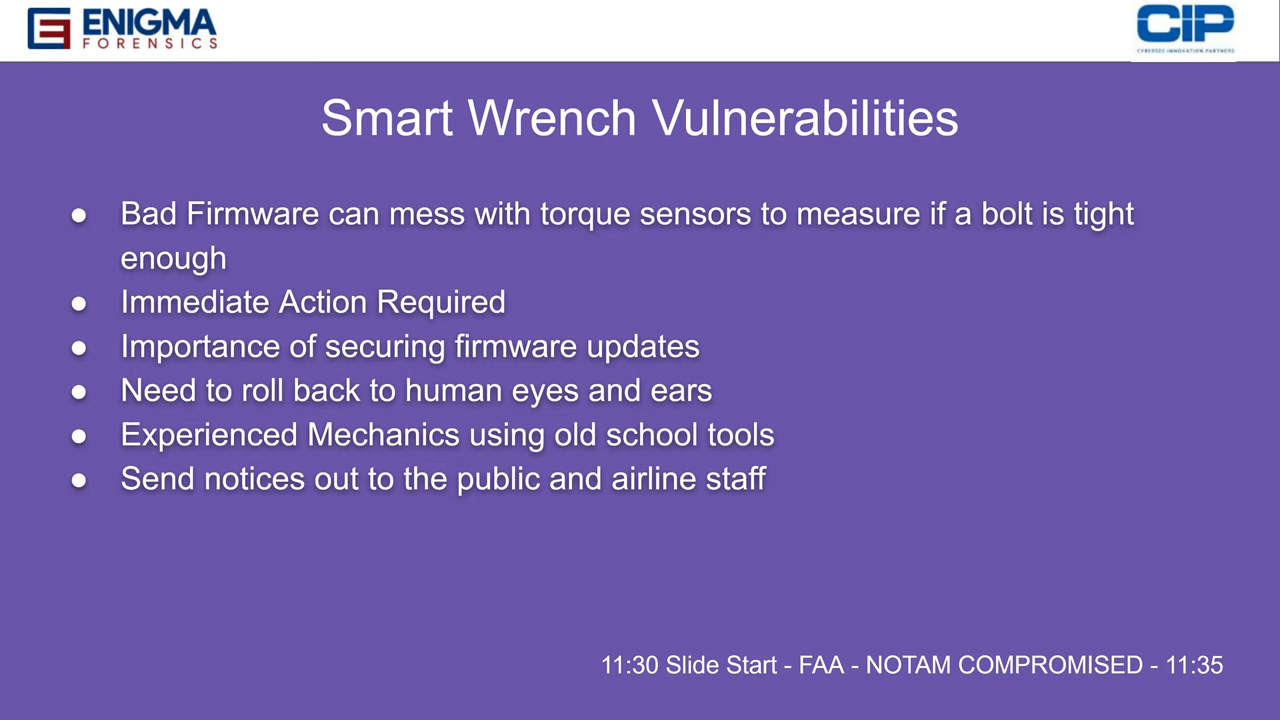 ENIGMA
FORENSICS
CIP
CYBERSEC INNOVATION PARTNERS
Smart Wrench Vulnerabilities
● Bad Firmware can mess with torque sensors to measure if a bolt is tight
enough
● Immediate Action Required
● Importance of securing firmware updates
● Need to roll back to human eyes and ears
● Experienced Mechanics using old school tools
● Send notices out to the public and airline staff
11:30 Slide Start - FAA - NOTAM COMPROMISED - 11:35